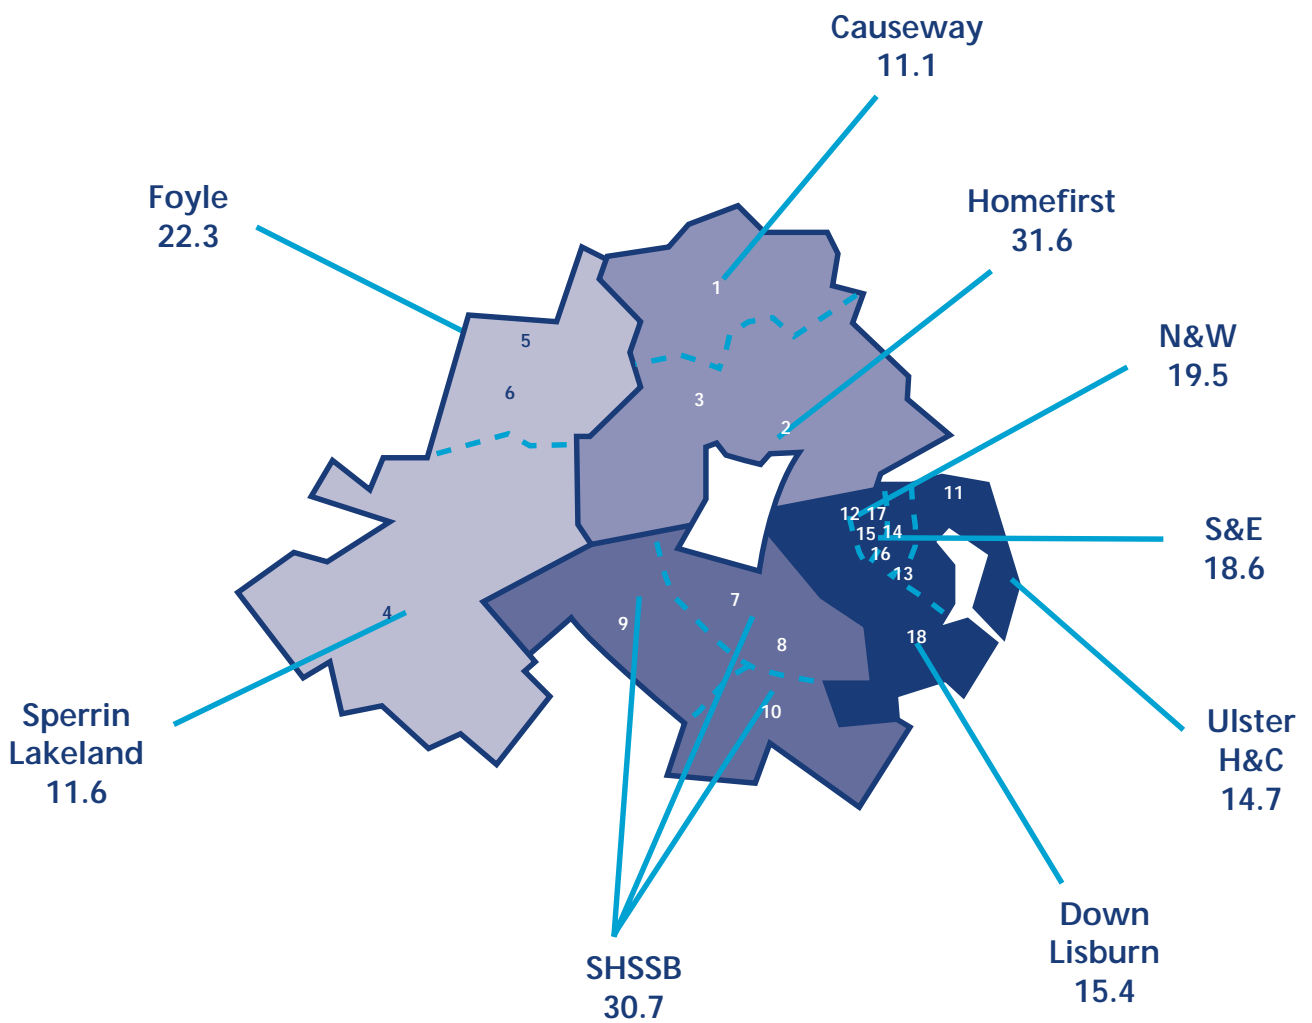 Causeway
11.1
Foyle
22.3
Homefirst
31.6
N&W
19.5
S&E
18.6
Ulster
H&C
14.7
Down
Lisburn
15.4
SHSSB
30.7
Sperrin
Lakeland
11.6
1
5
6
3
2
11
12 17
15 14
16
13
4
7
9
8
18
10